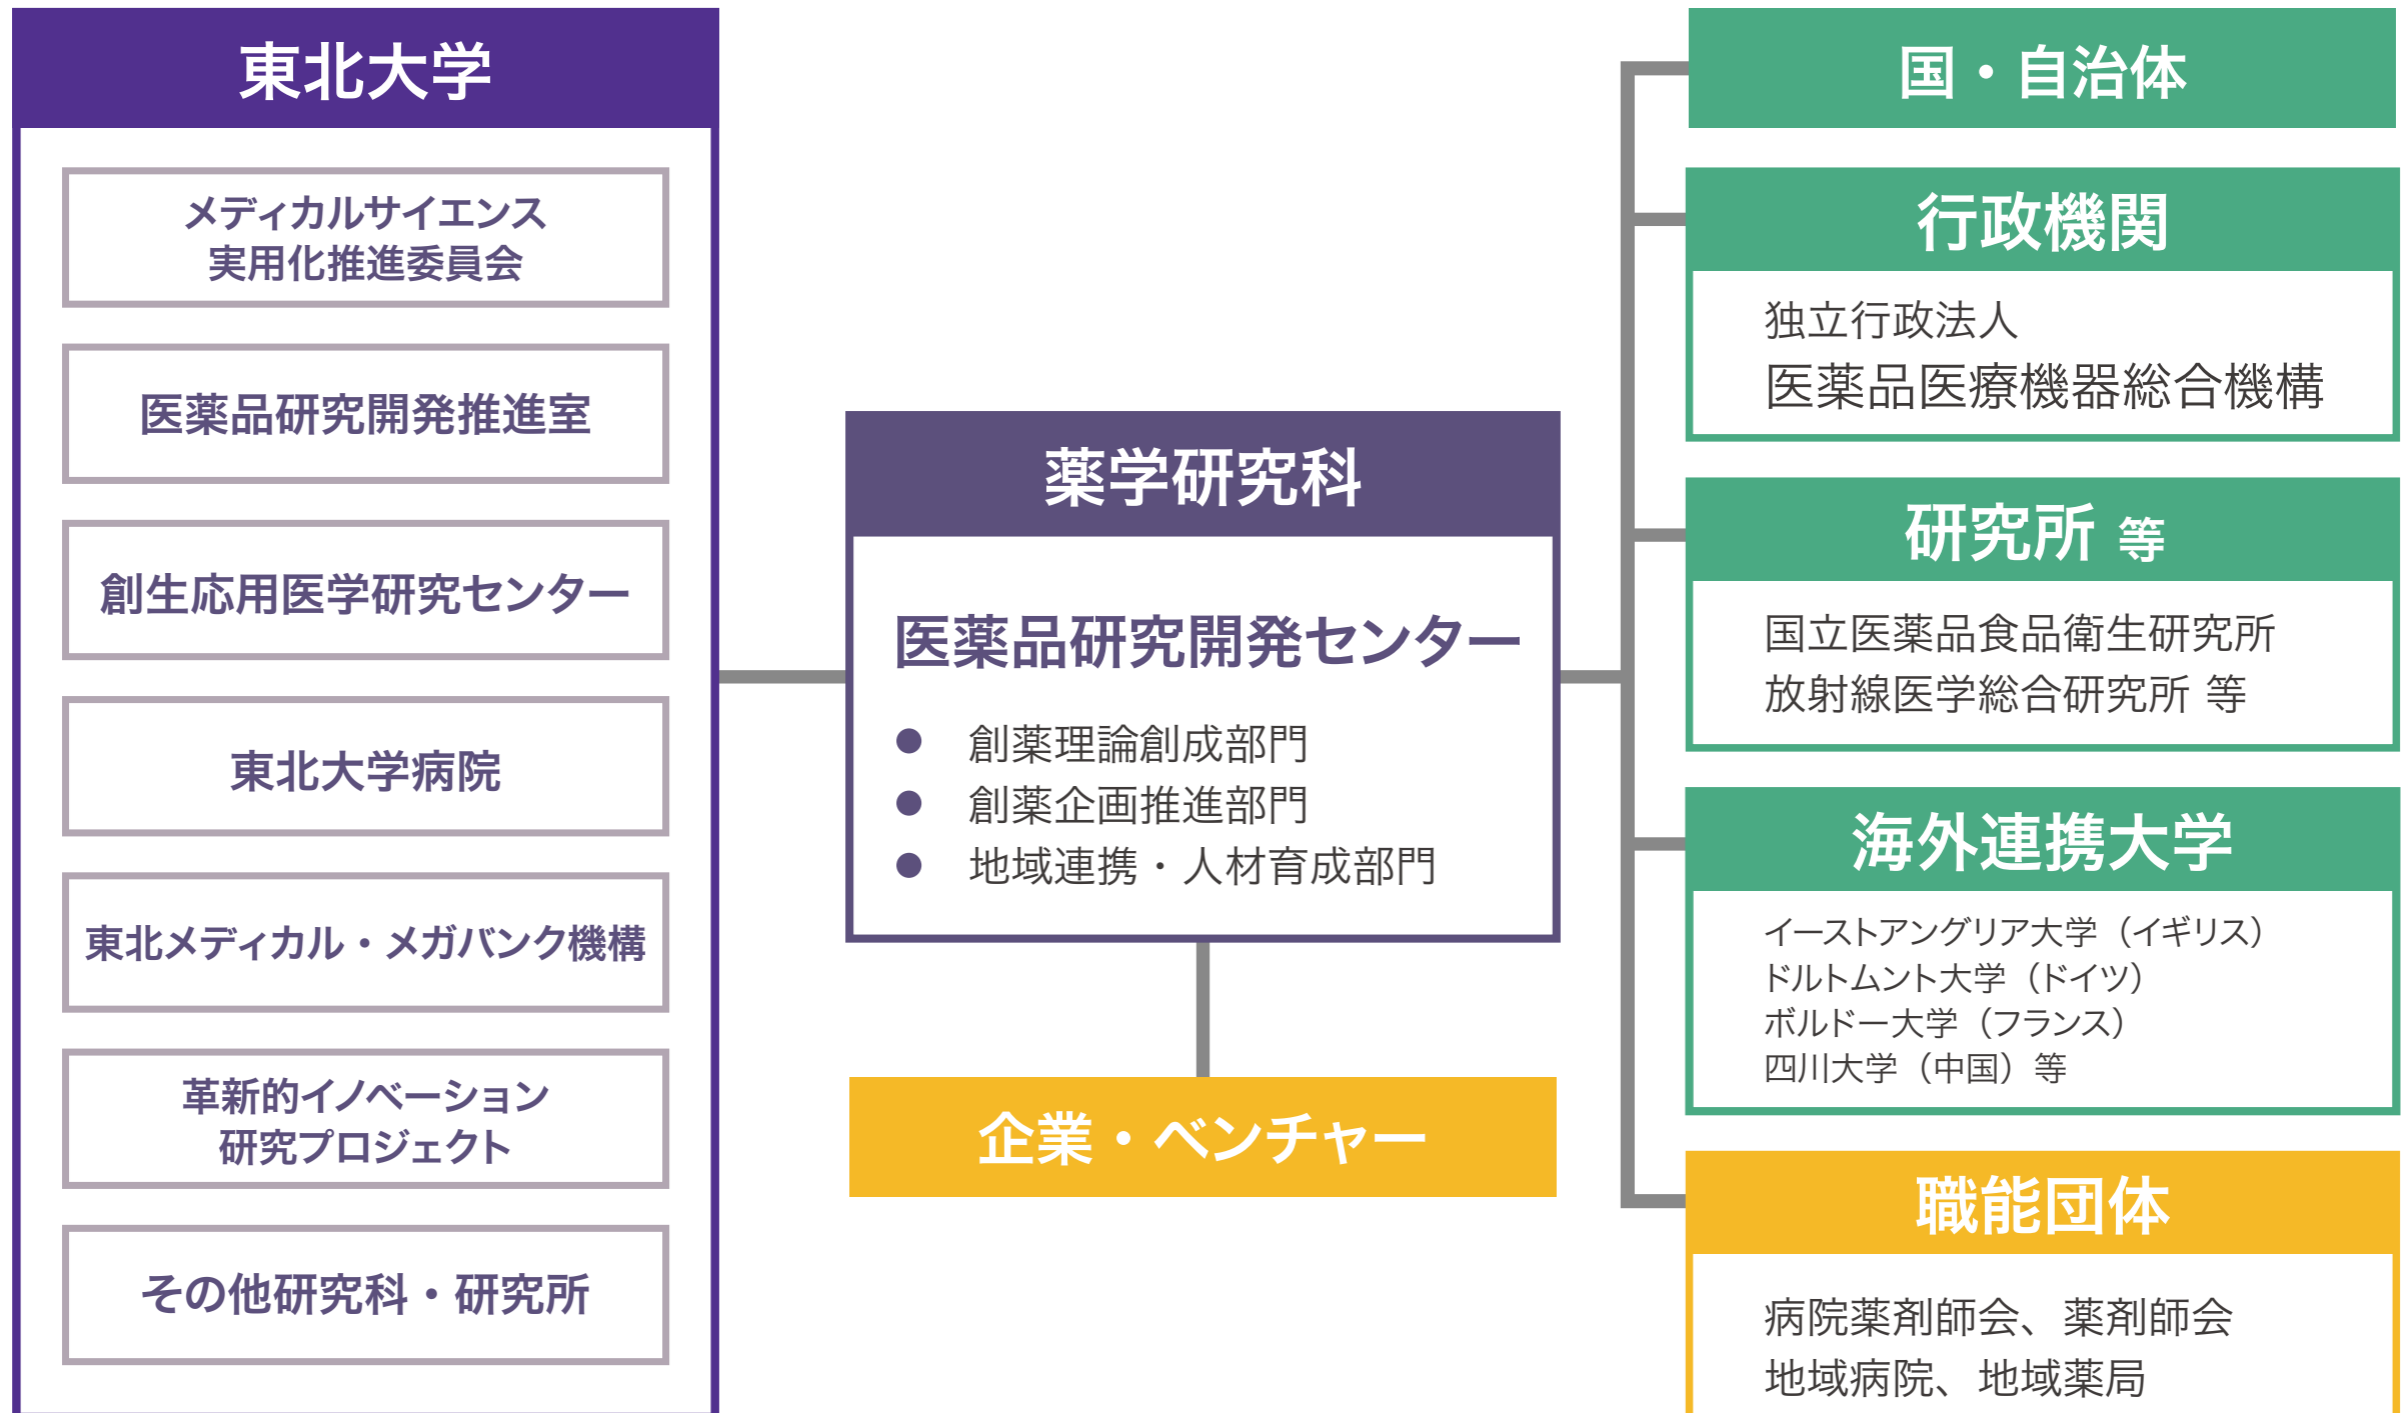 東北大学
メディカルサイエンス
実用化推進委員会
医薬品研究開発推進室
創生応用医学研究センター
東北大学病院
東北メディカル・メガバンク機構
革新的イノベーション
研究プロジェクト
その他研究科・研究所
薬学研究科
医薬品研究開発センター
● 創薬理論創成部門
● 創薬企画推進部門
● 地域連携・人材育成部門
企業・ベンチャー
国・自治体
行政機関
独立行政法人
医薬品医療機器総合機構
研究所 等
国立医薬品食品衛生研究所
放射線医学総合研究所 等
海外連携大学
イーストアングリア大学（イギリス）
ドルトムント大学（ドイツ）
ボルドー大学（フランス）
四川大学（中国）等
職能団体
病院薬剤師会、薬剤師会
地域病院、地域薬局